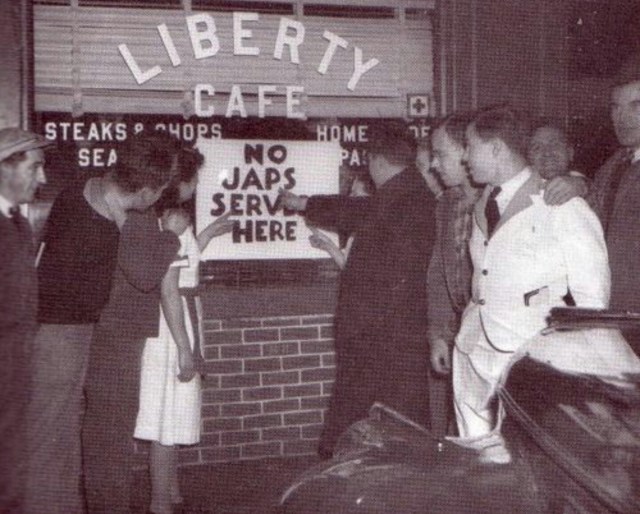 LIBERTY
CAFE
STEAKS & CHOPS
HOME
NO
JAPS
SERVED
HERE